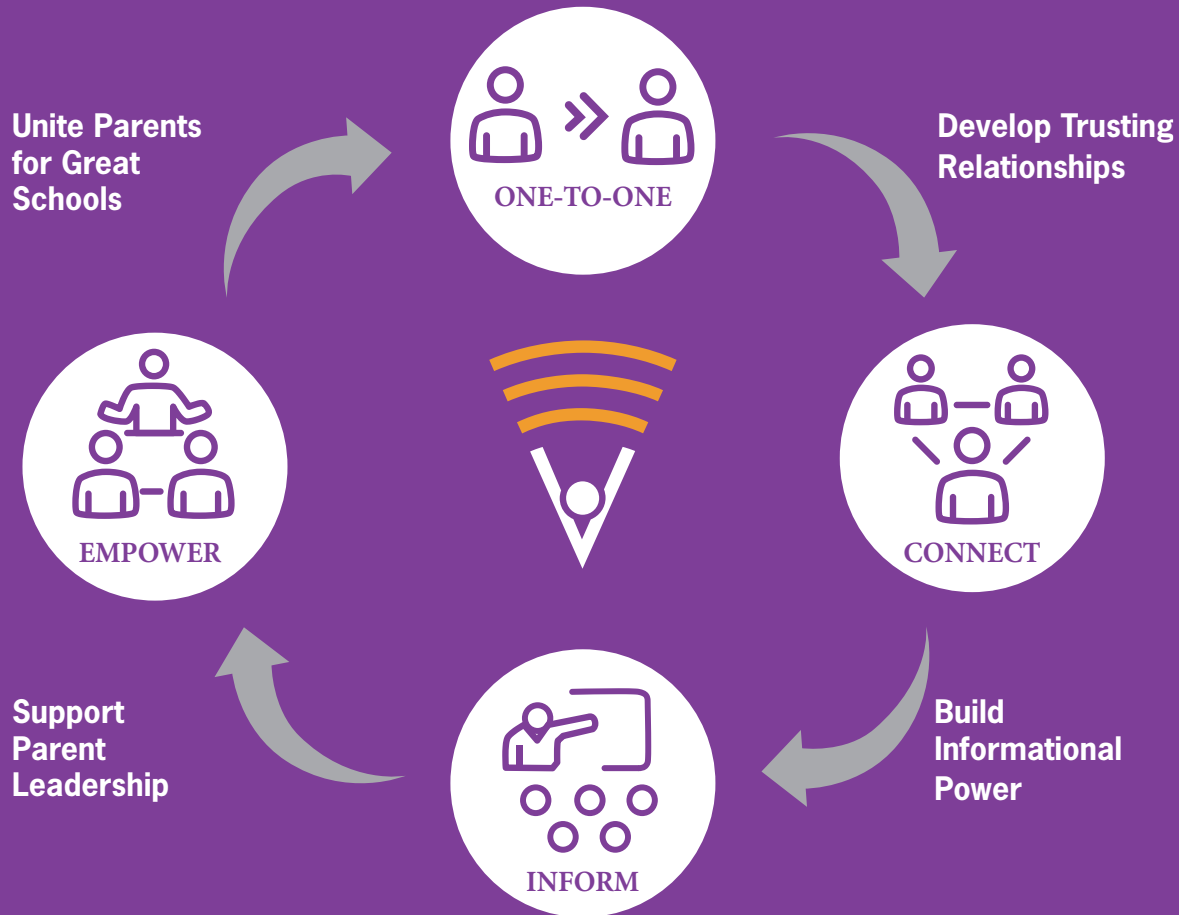 Unite Parents
for Great
Schools
ONE-TO-ONE
Develop Trusting
Relationships
EMPOWER
CONNECT
Support
Parent
Leadership
INFORM
Build
Informational
Power